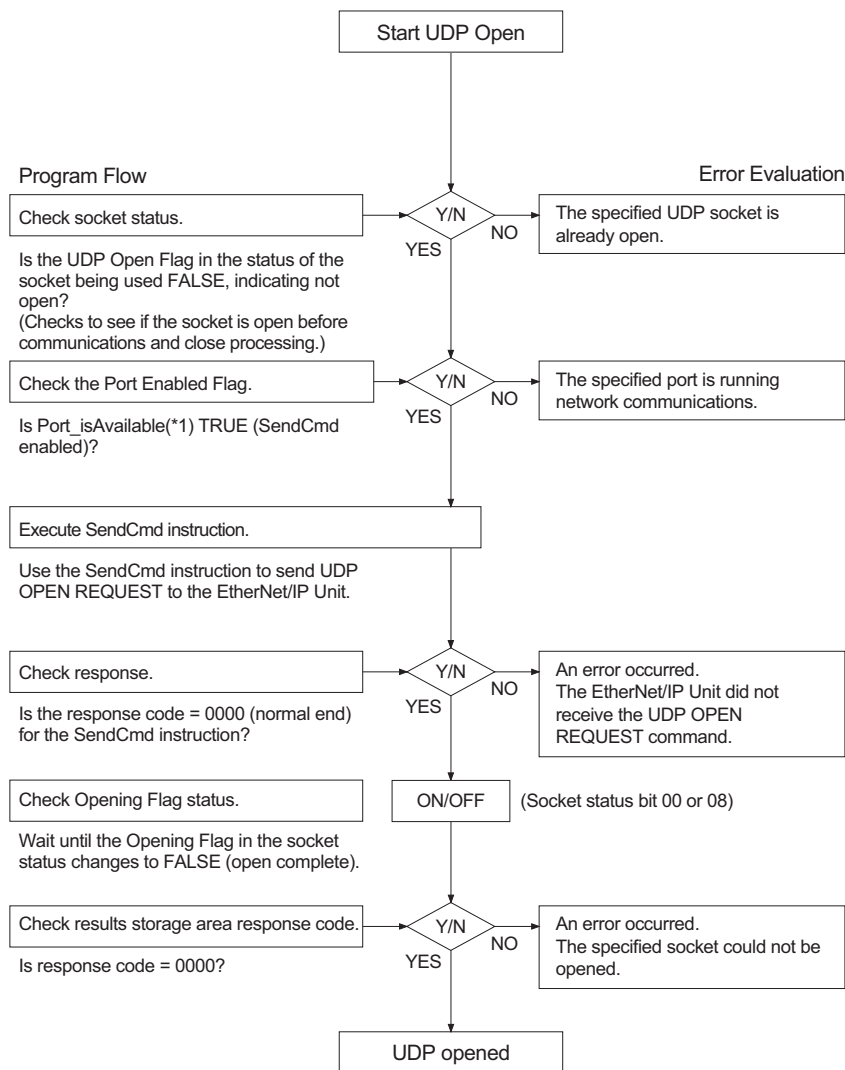 Start UDP Open
Program Flow
Error Evaluation
Check socket status.
Y/N
NO
YES
The specified UDP socket is
already open.
Is the UDP Open Flag in the status of the
socket being used FALSE, indicating not
open?
(Checks to see if the socket is open before
communications and close processing.)
Check the Port Enabled Flag.
Y/N
NO
YES
The specified port is running
network communications.
Is Port_isAvailable(*1) TRUE (SendCmd
enabled)?
Execute SendCmd instruction.
Use the SendCmd instruction to send UDP
OPEN REQUEST to the EtherNet/IP Unit.
Check response.
Y/N
NO
YES
An error occurred.
The EtherNet/IP Unit did not
receive the UDP OPEN
REQUEST command.
Is the response code = 0000 (normal end)
for the SendCmd instruction?
Check Opening Flag status.
ON/OFF
(Socket status bit 00 or 08)
Wait until the Opening Flag in the socket
status changes to FALSE (open complete).
Check results storage area response code.
Y/N
NO
YES
An error occurred.
The specified socket could not be
opened.
Is response code = 0000?
UDP opened